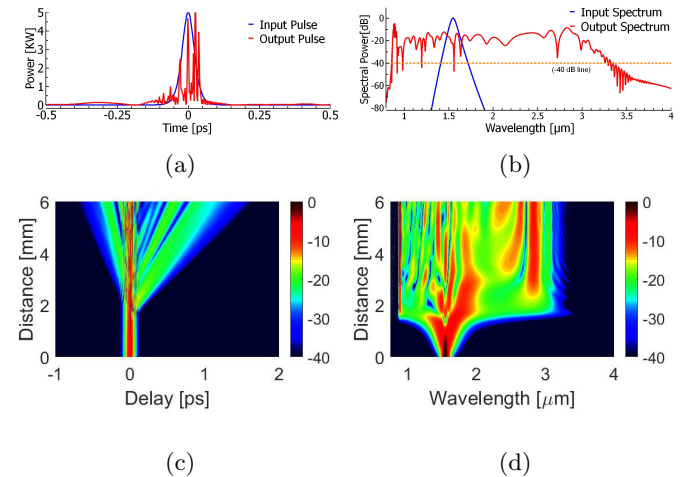 5
4
3
2
1
0
Power [KW]
Input Pulse
Output Pulse
-0.5
-0.25
0
0.25
0.5
Time [ps]
(a)
0
-20
-40
-60
-80
Spectral Power[dB]
Input Spectrum
Output Spectrum
(-40 dB line)
1
1.5
2
2.5
3
3.5
4
Wavelength [μm]
(b)
6
4
2
0
Distance [mm]
-1
0
1
2
Delay [ps]
0
-10
-20
-30
-40
(c)
6
4
2
0
Distance [mm]
1
2
3
4
Wavelength [μm]
0
-10
-20
-30
-40
(d)